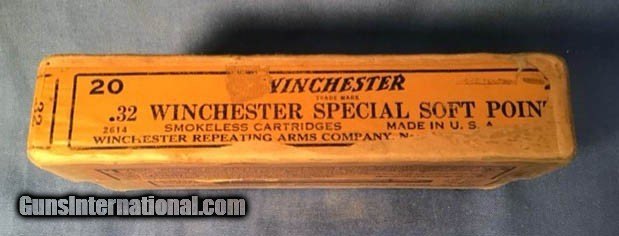 20 WINCHESTER
TRADE MARK
.32 WINCHESTER SPECIAL SOFT POIN
2614 SMOKELESS CARTRIDGES MADE IN U. S. A
WINCHESTER REPEATING ARMS COMPANY, N
.32
GunsInternational.com